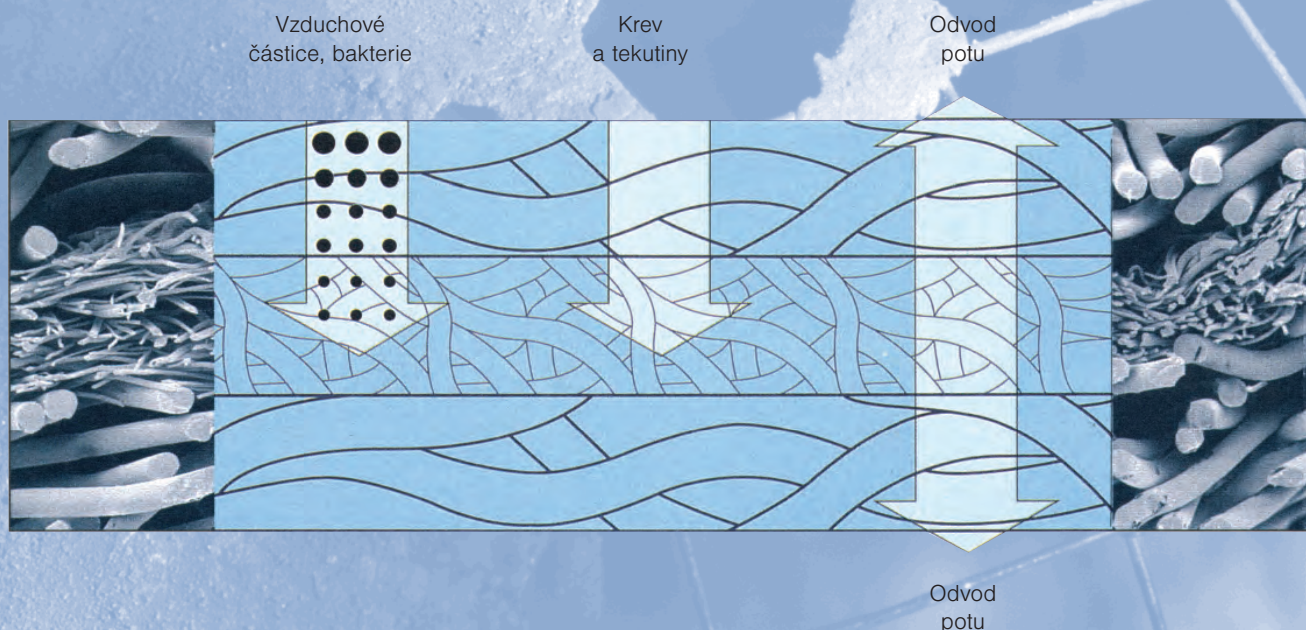 Vzduchové
částice, bakterie
Krev
a tekutiny
Odvod
potu
Odvod
potu